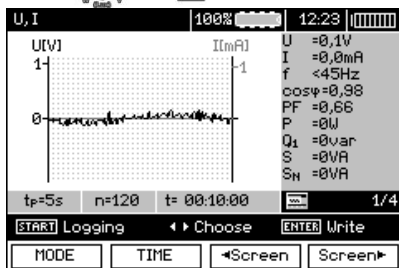 U,I 100% 12:23
U[V] I[mA]
1 1
0
U =0,1V
I =0,0mA
f <45Hz
cosφ=0,98
PF =0,66
P =0W
Q1 =0var
S =0VA
SN =0VA
tP=5s n=120 t= 00:10:00 1/4
START Logging ◂ ▸ Choose ENTER Write
MODE TIME ◄Screen Screen►